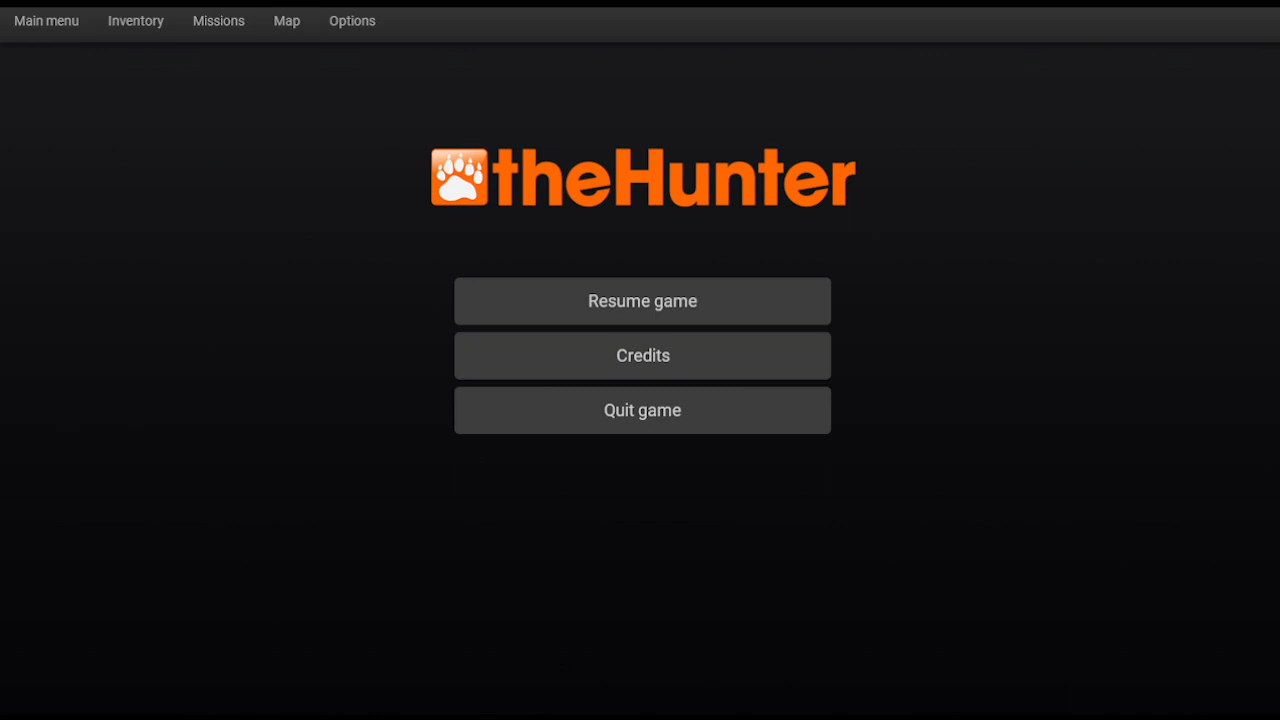 Main menu Inventory Missions Map Options
theHunter
Resume game
Credits
Quit game